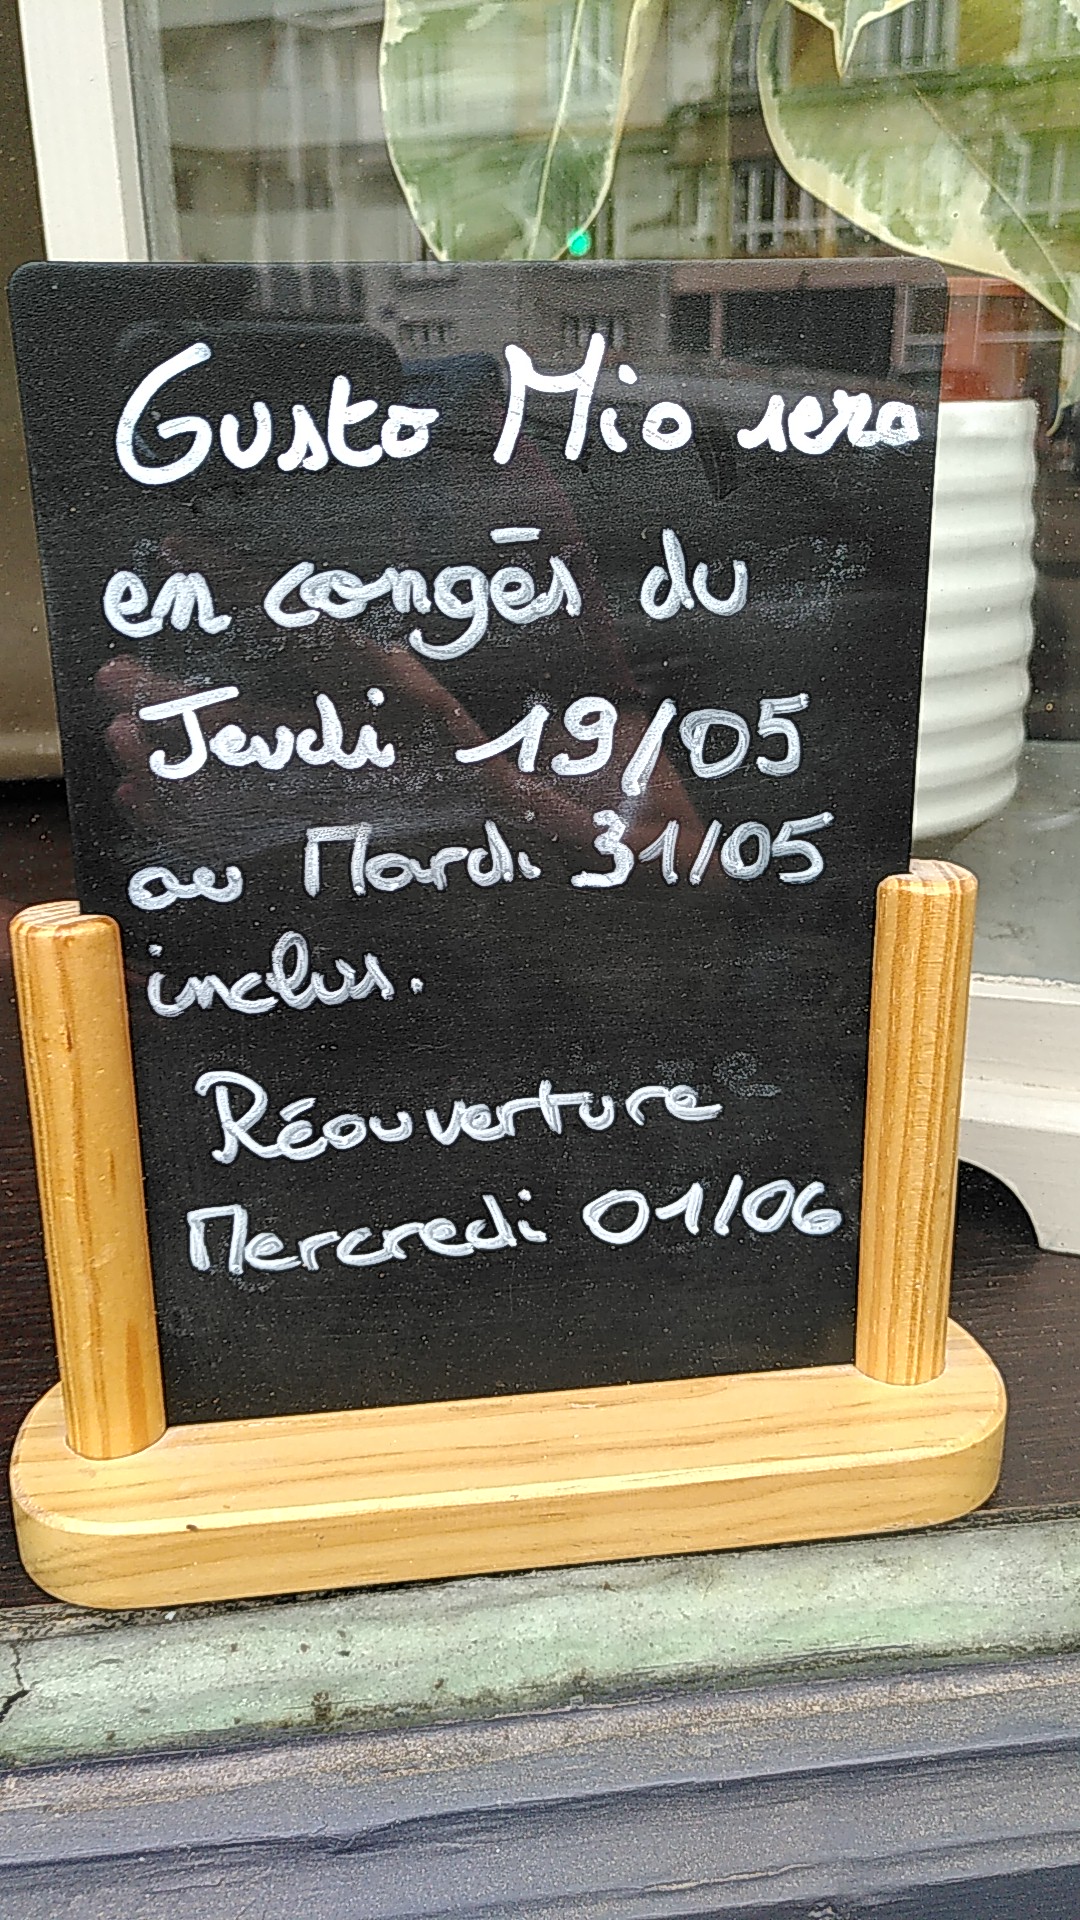 Gusto Mio sera
en congés du
Jeudi 19/05
au Mardi 31/05
inclus.
Réouverture
Mercredi 01/06